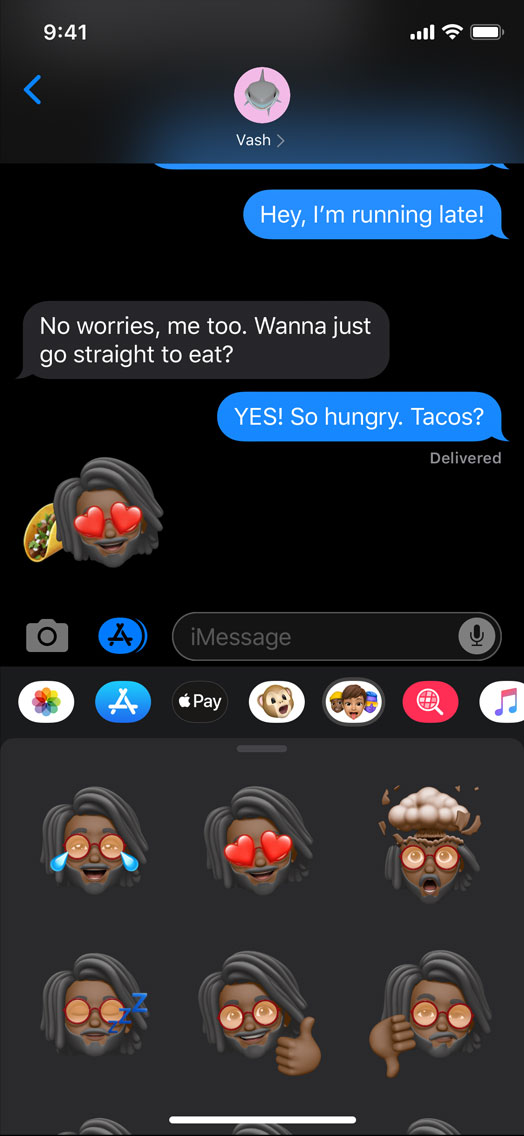 9:41
Vash
Hey, I’m running late!
No worries, me too. Wanna just
go straight to eat?
YES! So hungry. Tacos?
Delivered
iMessage
Pay
Z
Z
Z